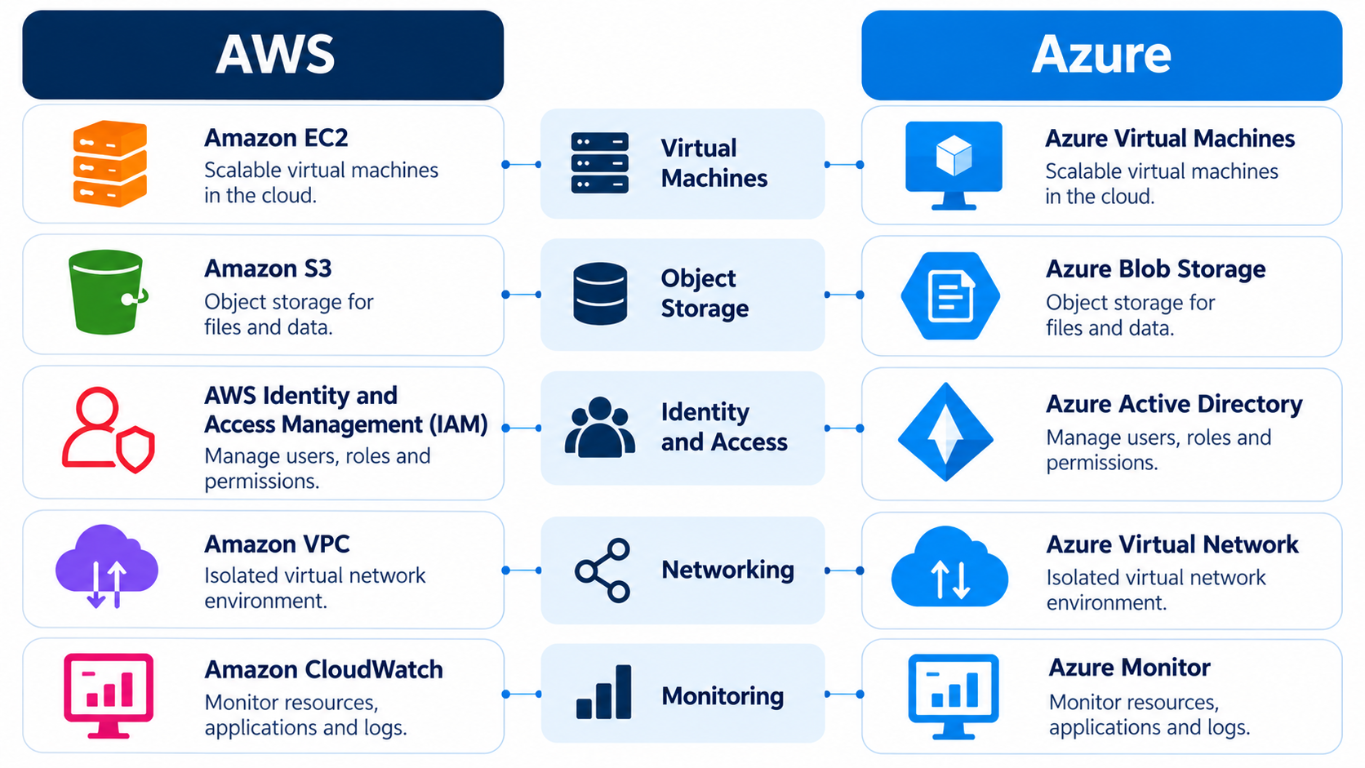 AWS
Azure
Amazon EC2
Scalable virtual machines
in the cloud.
Virtual
Machines
Azure Virtual Machines
Scalable virtual machines
in the cloud.
Amazon S3
Object storage for
files and data.
Object
Storage
Azure Blob Storage
Object storage for
files and data.
AWS Identity and
Access Management (IAM)
Manage users, roles and
permissions.
Identity
and Access
Azure Active Directory
Manage users, roles and
permissions.
Amazon VPC
Isolated virtual network
environment.
Networking
Azure Virtual Network
Isolated virtual network
environment.
Amazon CloudWatch
Monitor resources,
applications and logs.
Monitoring
Azure Monitor
Monitor resources,
applications and logs.